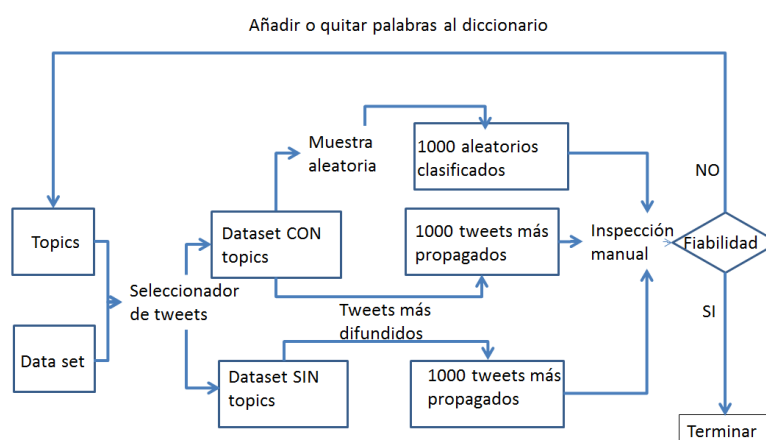 Añadir o quitar palabras al diccionario
Muestra
aleatoria
1000 aleatorios
clasificados
NO
Topics
Dataset CON
topics
1000 tweets más
propagados
Inspección
manual
Fiabilidad
Seleccionador
de tweets
Tweets más
difundidos
SI
Data set
Dataset SIN
topics
1000 tweets más
propagados
Terminar